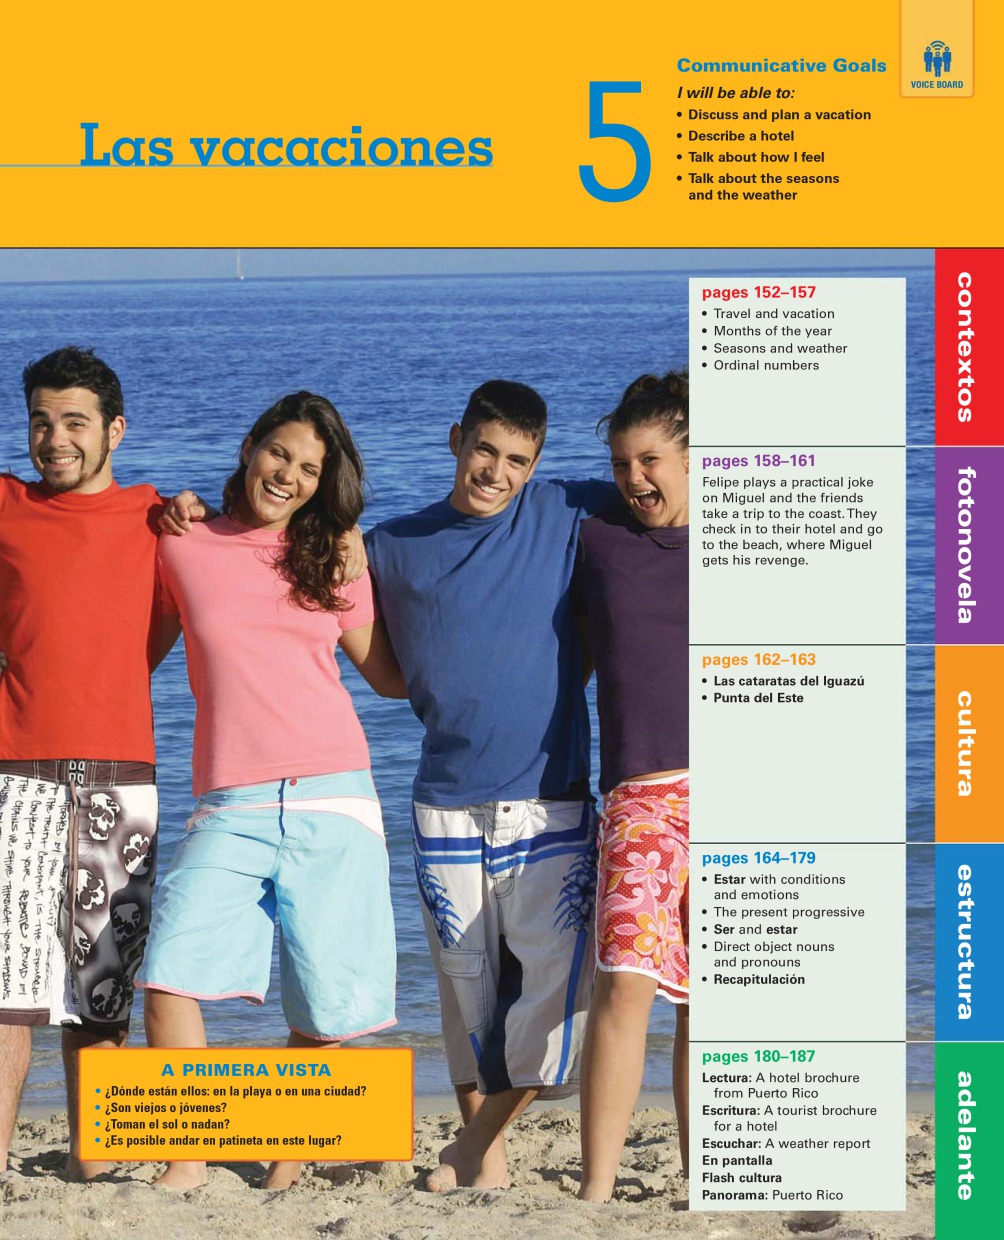 VOICE BOARD
Las vacaciones
5
Communicative Goals
I will be able to:
• Discuss and plan a vacation
• Describe a hotel
• Talk about how I feel
• Talk about the seasons
and the weather
pages 152–157
• Travel and vacation
• Months of the year
• Seasons and weather
• Ordinal numbers
contextos
pages 158–161
Felipe plays a practical joke
on Miguel and the friends
take a trip to the coast. They
check in to their hotel and go
to the beach, where Miguel
gets his revenge.
fotonovela
pages 162–163
• Las cataratas del Iguazú
• Punta del Este
cultura
pages 164–179
• Estar with conditions
and emotions
• The present progressive
• Ser and estar
• Direct object nouns
and pronouns
• Recapitulación
estructura
pages 180–187
Lectura: A hotel brochure
from Puerto Rico
Escritura: A tourist brochure
for a hotel
Escuchar: A weather report
En pantalla
Flash cultura
Panorama: Puerto Rico
adelante
A PRIMERA VISTA
• ¿Dónde están ellos: en la playa o en una ciudad?
• ¿Son viejos o jóvenes?
• ¿Toman el sol o nadan?
• ¿Es posible andar en patineta en este lugar?